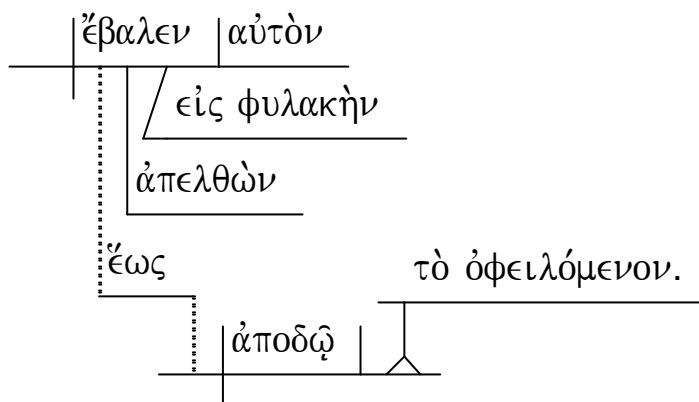 ἔβαλεν αὐτὸν
εἰς φυλακὴν
ἀπελθὼν
ἕως
τὸ ὀφειλόμενον.
ἀποδῷ